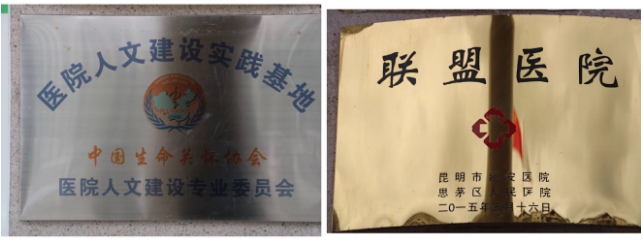 医院人文建设实践基地
中国生命关怀协会
医院人文建设专业委员会
联盟医院
昆明市 安医院
思茅区人民医院
二〇一五年 月十六日